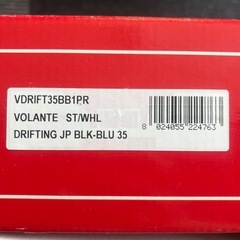 VDRIFT35BB1PR
VOLANTE ST/WHL
DRIFTING JP BLK-BLU 35
8 024055 224763